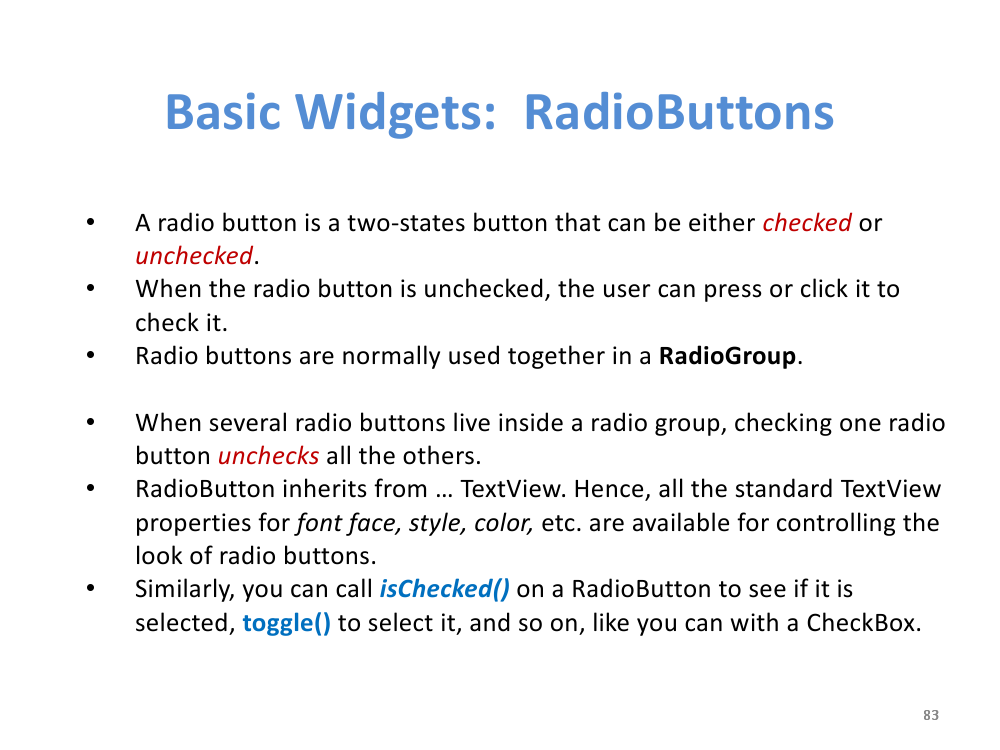 Basic Widgets:  RadioButtons
• A radio button is a two-states button that can be either checked or
unchecked.
• When the radio button is unchecked, the user can press or click it to
check it.
• Radio buttons are normally used together in a RadioGroup.
• When several radio buttons live inside a radio group, checking one radio
button unchecks all the others.
• RadioButton inherits from … TextView. Hence, all the standard TextView
properties for font face, style, color, etc. are available for controlling the
look of radio buttons.
• Similarly, you can call isChecked() on a RadioButton to see if it is
selected, toggle() to select it, and so on, like you can with a CheckBox.
83